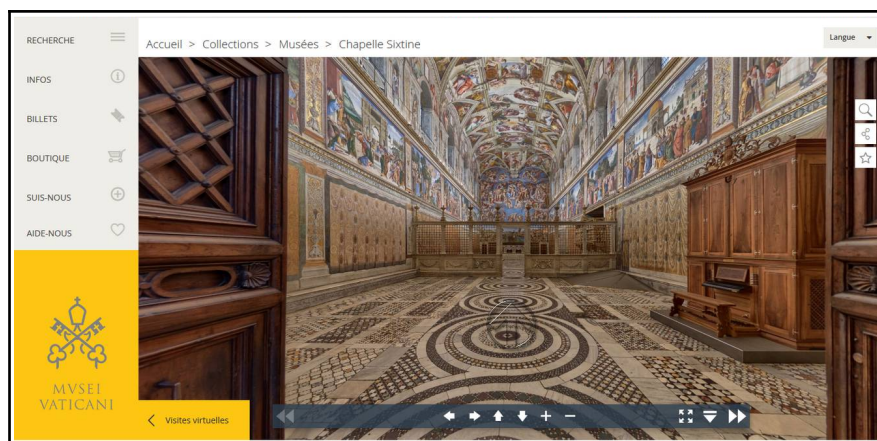 RECHERCHE
INFOS
BILLETS
BOUTIQUE
SUIS-NOUS
AIDE-NOUS
MVSEI
VATICANI
Accueil > Collections > Musées > Chapelle Sixtine
Langue
Visites virtuelles